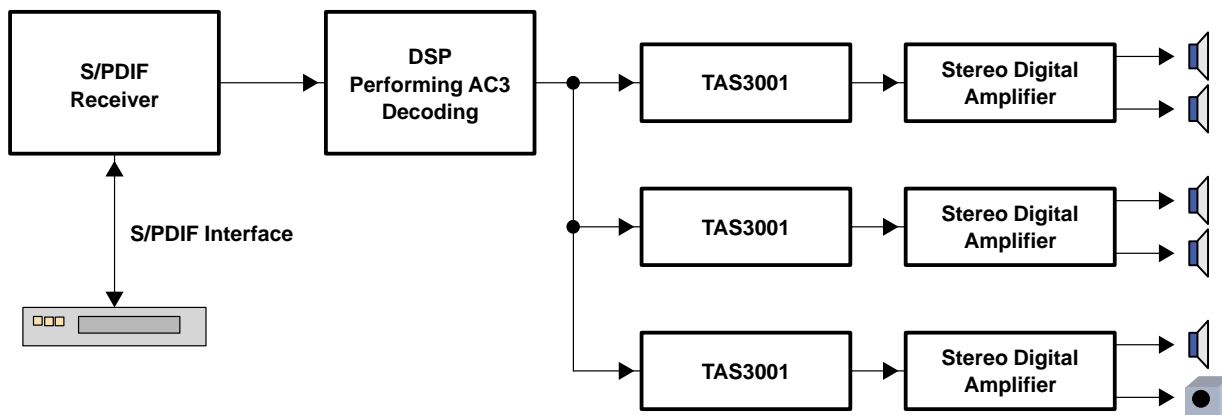 S/PDIF
Receiver
DSP
Performing AC3
Decoding
TAS3001
Stereo Digital
Amplifier
S/PDIF Interface
TAS3001
Stereo Digital
Amplifier
TAS3001
Stereo Digital
Amplifier